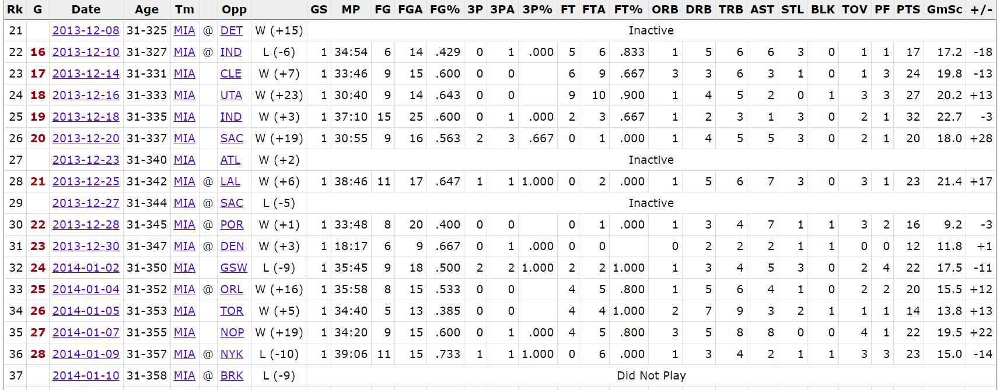 Rk G Date Age Tm Opp GS MP FG FGA FG% 3P 3PA 3P% FT FTA FT% ORB DRB TRB AST STL BLK TOV PF PTS GmSc +/-
21 2013-12-08 31-325 MIA @ DET W (+15) Inactive
22 16 2013-12-10 31-327 MIA @ IND L (-6) 1 34:54 6 14 .429 0 1 .000 5 6 .833 1 5 6 6 3 0 1 1 17 17.2 -18
23 17 2013-12-14 31-331 MIA CLE W (+7) 1 33:46 9 15 .600 0 0 6 9 .667 3 3 6 3 1 0 1 3 24 19.8 -13
24 18 2013-12-16 31-333 MIA UTA W (+23) 1 30:40 9 14 .643 0 0 9 10 .900 1 4 5 2 0 1 3 3 27 20.2 +13
25 19 2013-12-18 31-335 MIA IND W (+3) 1 37:10 15 25 .600 0 1 .000 2 3 .667 1 2 3 1 3 0 2 1 32 22.7 -3
26 20 2013-12-20 31-337 MIA SAC W (+19) 1 30:55 9 16 .563 2 3 .667 0 1 .000 1 4 5 5 3 0 2 1 20 18.0 +28
27 2013-12-23 31-340 MIA ATL W (+2) Inactive
28 21 2013-12-25 31-342 MIA @ LAL W (+6) 1 38:46 11 17 .647 1 1 1.000 0 2 .000 1 5 6 7 3 0 3 1 23 21.4 +17
29 2013-12-27 31-344 MIA @ SAC L (-5) Inactive
30 22 2013-12-28 31-345 MIA @ POR W (+1) 1 33:48 8 20 .400 0 0 0 1 .000 1 3 4 7 1 1 3 2 16 9.2 -3
31 23 2013-12-30 31-347 MIA @ DEN W (+3) 1 18:17 6 9 .667 0 1 .000 0 0 0 2 2 2 1 1 0 0 12 11.8 +1
32 24 2014-01-02 31-350 MIA GSW L (-9) 1 35:45 9 18 .500 2 2 1.000 2 2 1.000 1 3 4 5 3 0 2 4 22 17.5 -11
33 25 2014-01-04 31-352 MIA @ ORL W (+16) 1 35:58 8 15 .533 0 0 4 5 .800 1 5 6 4 1 0 2 2 20 15.5 +12
34 26 2014-01-05 31-353 MIA TOR W (+5) 1 34:40 5 13 .385 0 0 4 4 1.000 2 7 9 3 2 1 1 1 14 13.8 +13
35 27 2014-01-07 31-355 MIA NOP W (+19) 1 34:20 9 15 .600 0 1 .000 4 5 .800 3 5 8 8 0 0 4 1 22 19.5 +22
36 28 2014-01-09 31-357 MIA @ NYK L (-10) 1 39:06 11 15 .733 1 1 1.000 0 6 .000 1 3 4 2 1 1 3 3 23 15.0 -14
37 2014-01-10 31-358 MIA @ BRK L (-9) Did Not Play